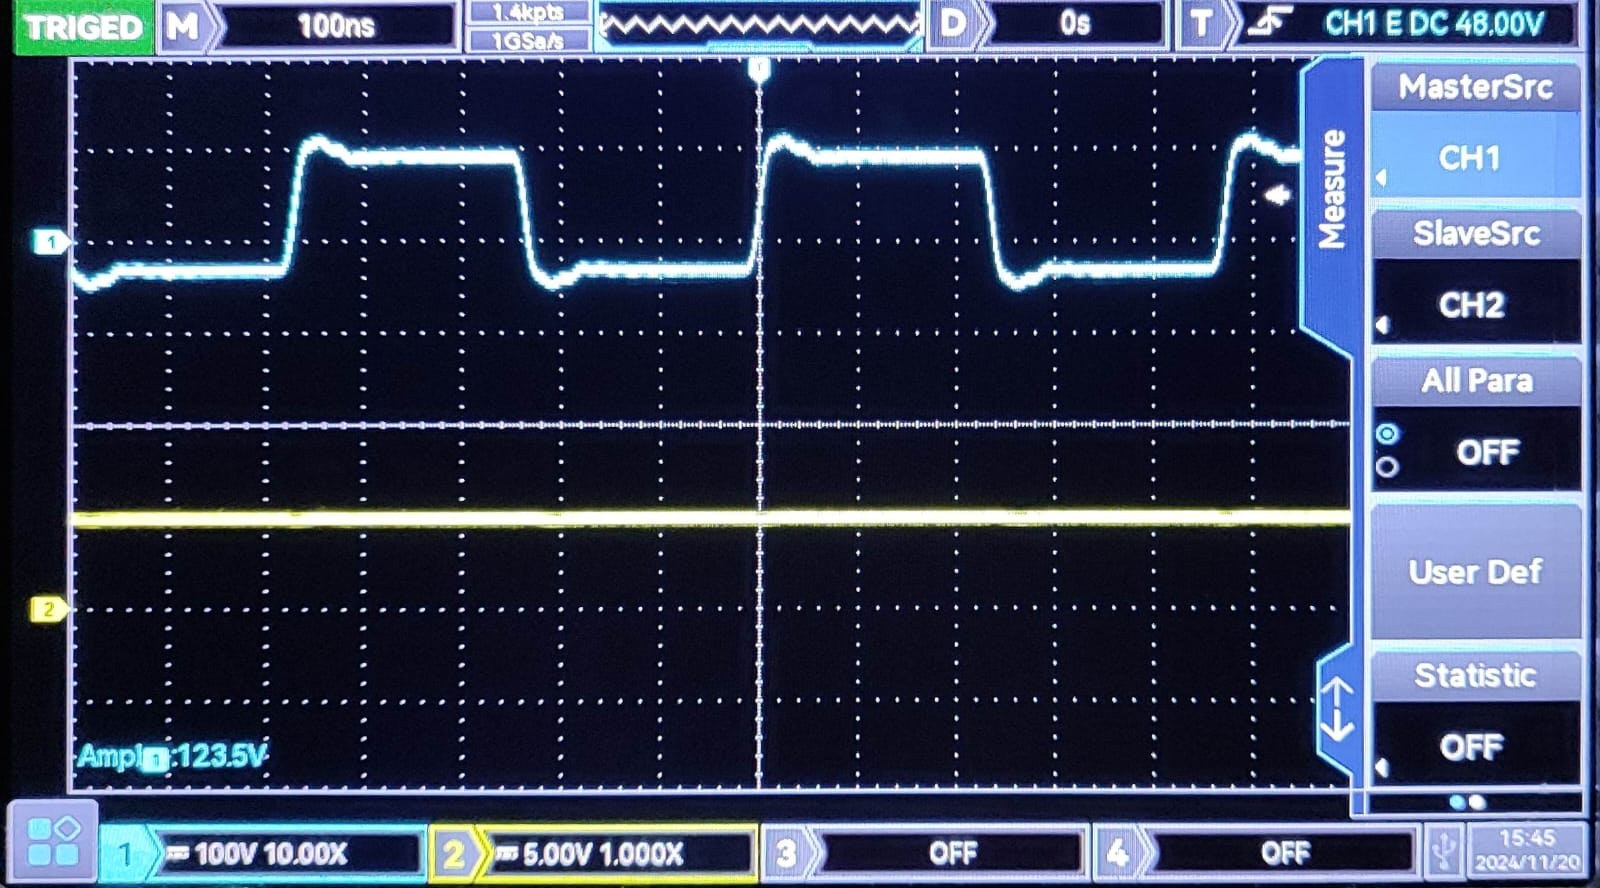 TRIGED M 100ns 1.4kpts D 0s T CH1 E DC 48.00V
1GSa/s
T
Measure
MasterSrc
CH1
SlaveSrc
CH2
All Para
OFF
User Def
Statistic
OFF
1
2
1:123.5V
1 100V 10.00X 2 5.00V 1.000X 3 OFF 4 OFF 15:45
2024/11/20